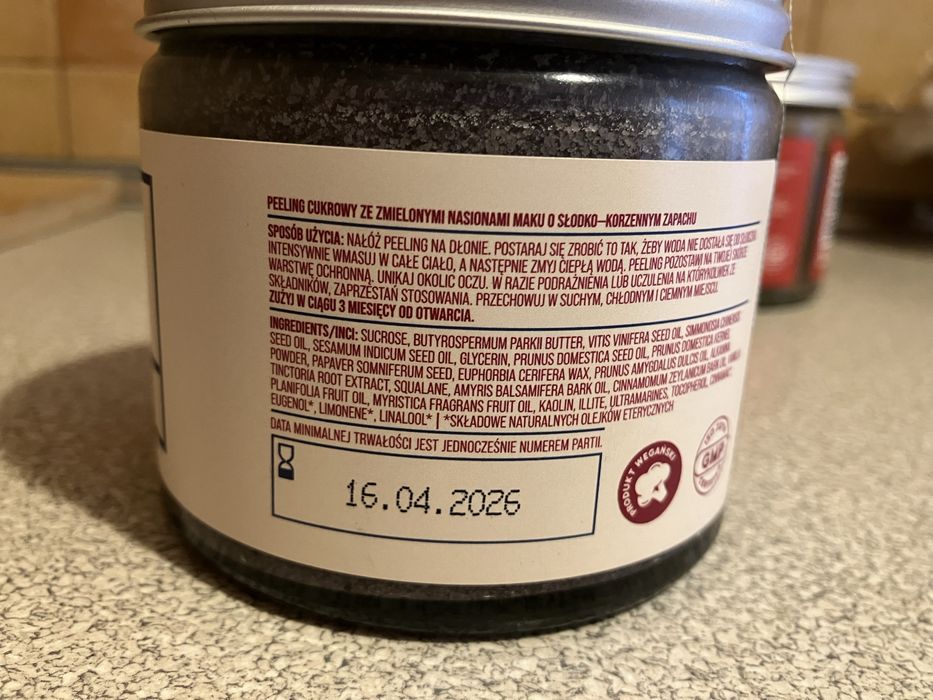 PEELING CUKROWY ZE ZMIELONYMI NASIONAMI MAKU O SŁODKO–KORZENNYM ZAPACHU
SPOSÓB UŻYCIA: NAŁÓŻ PEELING NA DŁONIE. POSTARAJ SIĘ ZROBIĆ TO TAK, ŻEBY WODA NIE DOSTAŁA SIĘ DO SŁOICZKA.
INTENSYWNIE WMASUJ W CAŁE CIAŁO, A NASTĘPNIE ZMYJ CIEPŁĄ WODĄ. PEELING POZOSTAWI NA TWOJEJ SKÓRZE
WARSTWĘ OCHRONNĄ. UNIKAJ OKOLIC OCZU. W RAZIE PODRAŻNIENIA LUB UCZULENIA NA KTÓRYKOLWIEK ZE
SKŁADNIKÓW, ZAPRZESTAŃ STOSOWANIA. PRZECHOWUJ W SUCHYM, CHŁODNYM I CIEMNYM MIEJSCU.
ZUŻYJ W CIĄGU 3 MIESIĘCY OD OTWARCIA.
INGREDIENTS/INCI: SUCROSE, BUTYROSPERMUM PARKII BUTTER, VITIS VINIFERA SEED OIL, SIMMONDSIA CHINENSIS
SEED OIL, SESAMUM INDICUM SEED OIL, GLYCERIN, PRUNUS DOMESTICA SEED OIL, PRUNUS DOMESTICA KERNEL
POWDER, PAPAVER SOMNIFERUM SEED, EUPHORBIA CERIFERA WAX, PRUNUS AMYGDALUS DULCIS OIL, ALKANNA
TINCTORIA ROOT EXTRACT, SQUALANE, AMYRIS BALSAMIFERA BARK OIL, CINNAMOMUM ZEYLANICUM BARK OIL, VANILLA
PLANIFOLIA FRUIT OIL, MYRISTICA FRAGRANS FRUIT OIL, KAOLIN, ILLITE, ULTRAMARINES, TOCOPHEROL, CINNAMAL*,
EUGENOL*, LIMONENE*, LINALOOL* | *SKŁADOWE NATURALNYCH OLEJKÓW ETERYCZNYCH
DATA MINIMALNEJ TRWAŁOŚCI JEST JEDNOCZEŚNIE NUMEREM PARTII.
16.04.2026
PRODUKT WEGAŃSKI
GMP